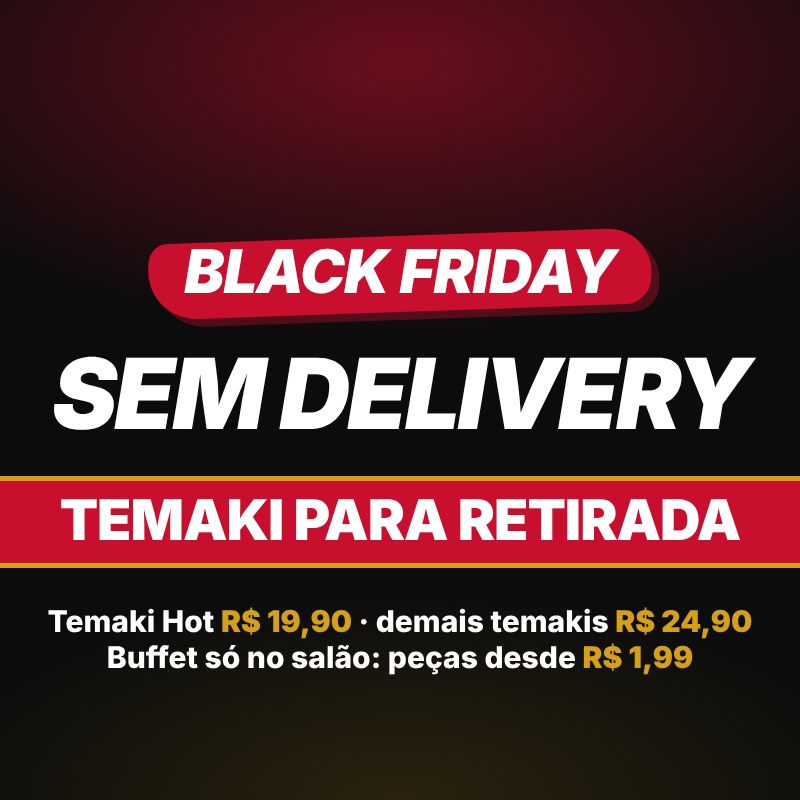 BLACK FRIDAY
SEM DELIVERY
TEMAKI PARA RETIRADA
Temaki Hot R$ 19,90 · demais temakis R$ 24,90
Buffet só no salão: peças desde R$ 1,99